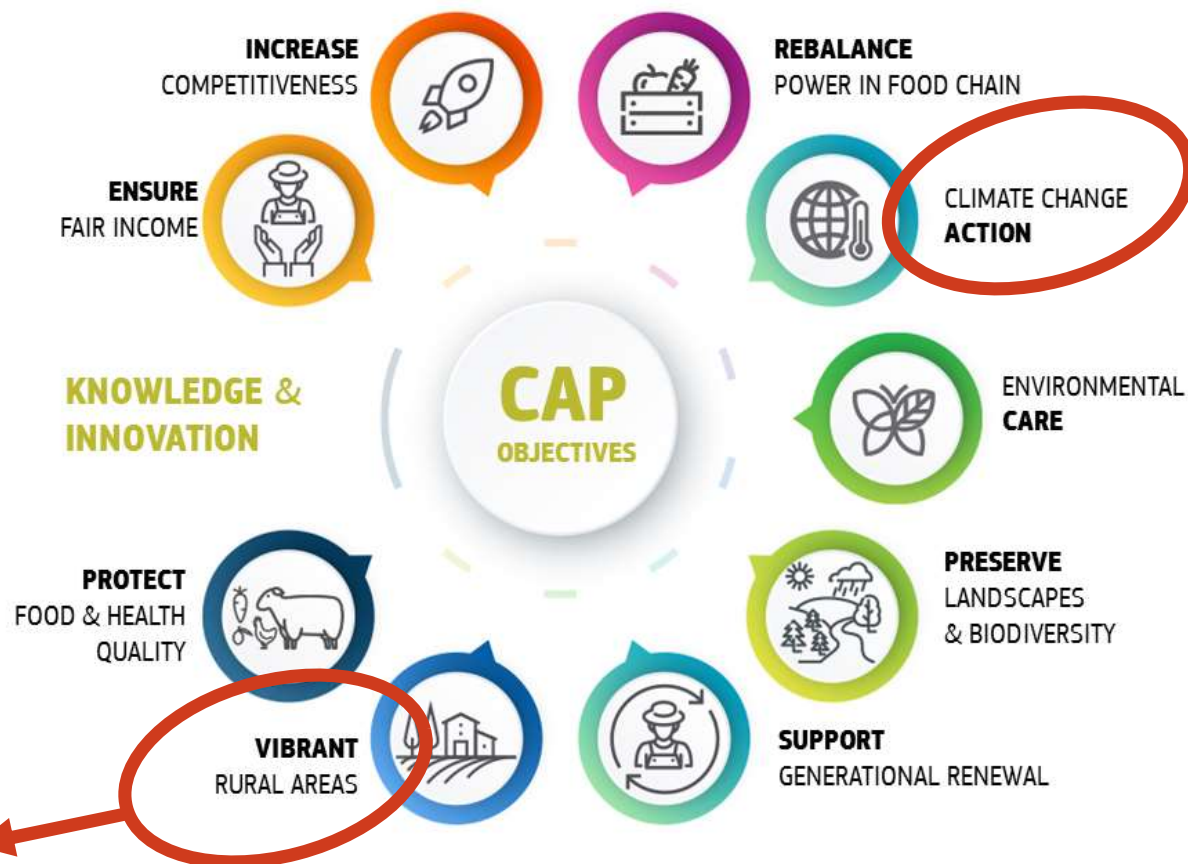 INCREASE
COMPETITIVENESS
REBALANCE
POWER IN FOOD CHAIN
ENSURE
FAIR INCOME
CLIMATE CHANGE
ACTION
KNOWLEDGE &
INNOVATION
CAP
OBJECTIVES
ENVIRONMENTAL
CARE
PROTECT
FOOD & HEALTH
QUALITY
PRESERVE
LANDSCAPES
& BIODIVERSITY
VIBRANT
RURAL AREAS
SUPPORT
GENERATIONAL RENEWAL